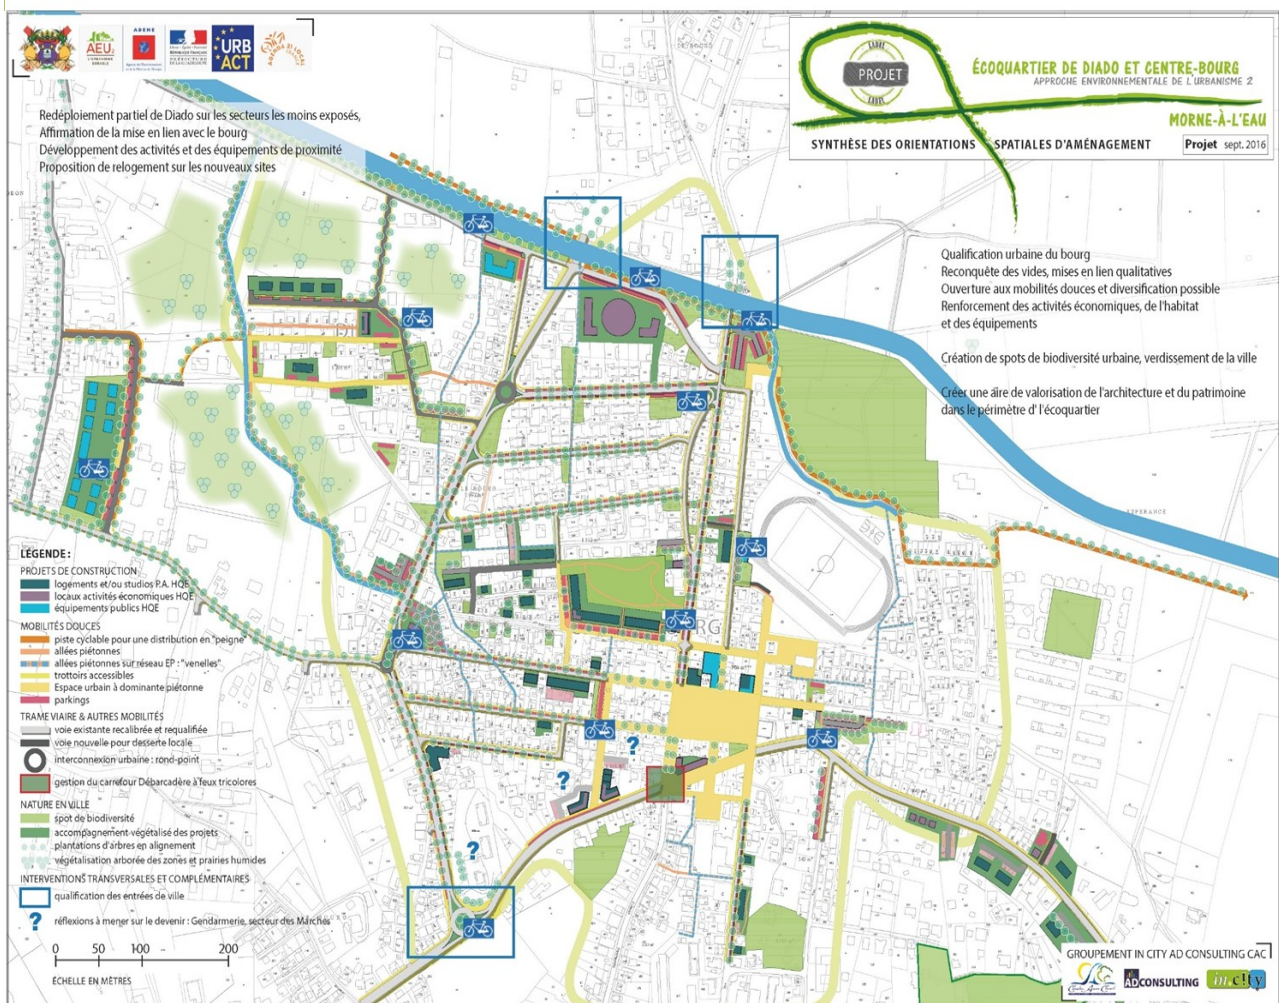 ADEME
AEU2
URB
ACT
AGENDA 21 LOCAL
CADRE
PROJET
CADRE
ÉCOQUARTIER DE DIADO ET CENTRE-BOURG
APPROCHE ENVIRONNEMENTALE DE L'URBANISME 2
MORNE-À-L'EAU
SYNTHÈSE DES ORIENTATIONS SPATIALES D'AMÉNAGEMENT
Projet sept. 2016
Redéploiement partiel de Diado sur les secteurs les moins exposés,
Affirmation de la mise en lien avec le bourg
Développement des activités et des équipements de proximité
Proposition de relogement sur les nouveaux sites
Qualification urbaine du bourg
Reconquête des vides, mises en lien qualitatives
Ouverture aux mobilités douces et diversification possible
Renforcement des activités économiques, de l'habitat
et des équipements
Création de spots de biodiversité urbaine, verdissement de la ville
Créer une aïre de valorisation de l'architecture et du patrimoine
dans le périmètre d' l'écoquartier
ESPERANCE
LÉGENDE :
PROJETS DE CONSTRUCTION
logements et/ou studios P.A. HQE
locaux activités économiques HQE
équipements publics HQE
MOBILITÉS DOUCES
piste cyclable pour une distribution en "peigne"
allées piétonnes
allées piétonnes sur réseau EP : "venelles"
trottoirs accessibles
Espace urbain à dominante piétonne
parkings
TRAME VIAIRE & AUTRES MOBILITÉS
voie existante recalibrée et requalifiée
voie nouvelle pour desserte locale
interconnexion urbaine : rond-point
gestion du carrefour Débarcadère à feux tricolores
NATURE EN VILLE
spot de biodiversité
accompagnement végétalisé des projets
plantations d'arbres en alignement
végétalisation arborée des zones et prairies humides
INTERVENTIONS TRANSVERSALES ET COMPLÉMENTAIRES
qualification des entrées de ville
? réflexions à mener sur le devenir : Gendarmerie, secteur des Marchés
?
?
?
0 50 100 200
ÉCHELLE EN MÈTRES
GROUPEMENT IN CITY AD CONSULTING CAC
ADCONSULTING
in.c!ty